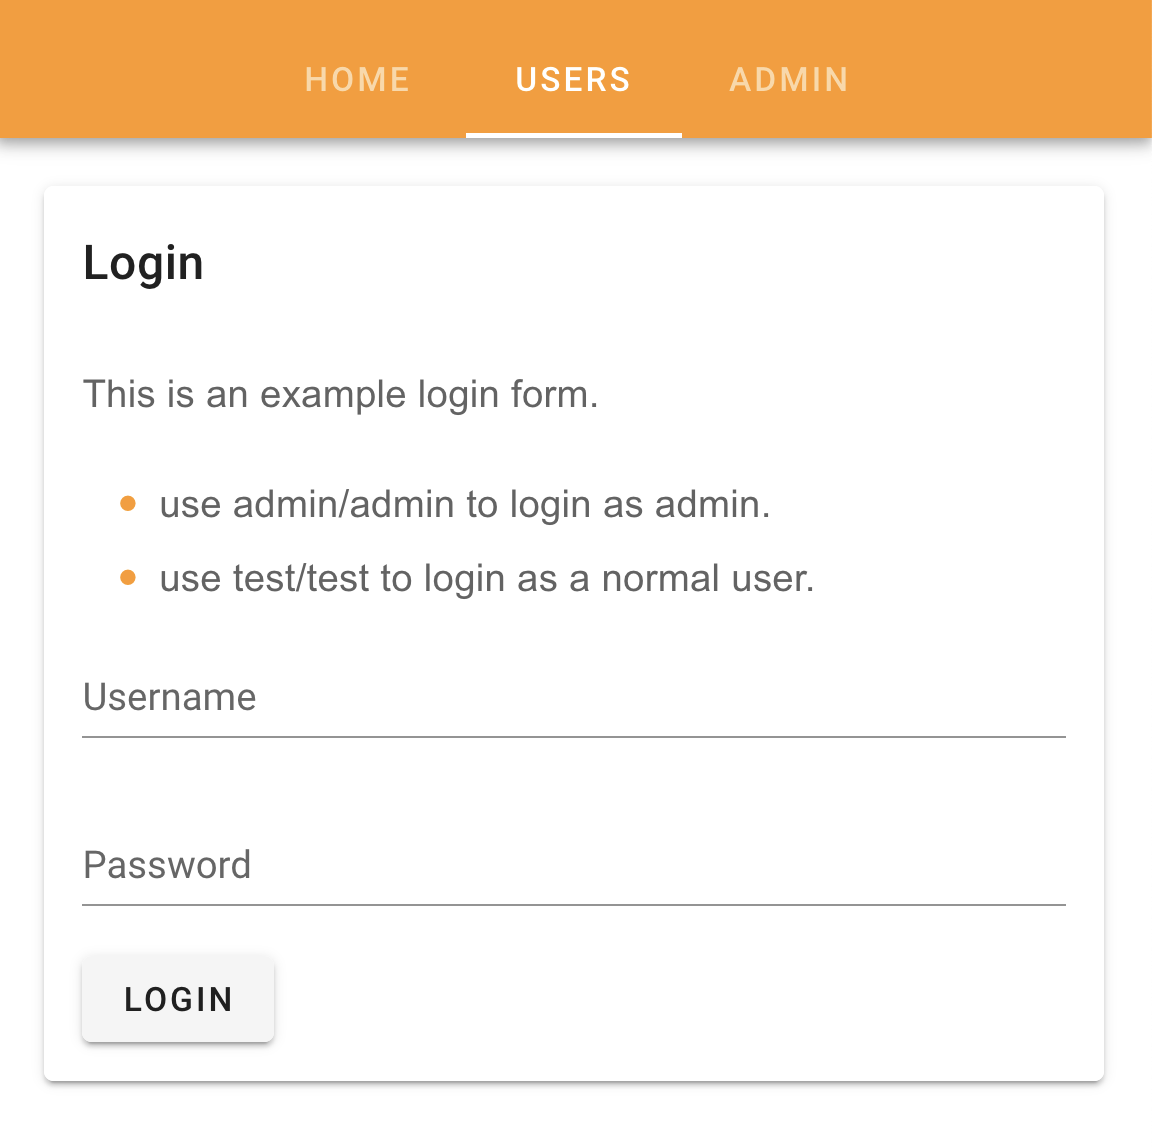 HOME USERS ADMIN
Login
This is an example login form.
use admin/admin to login as admin.
use test/test to login as a normal user.
Username
Password
LOGIN